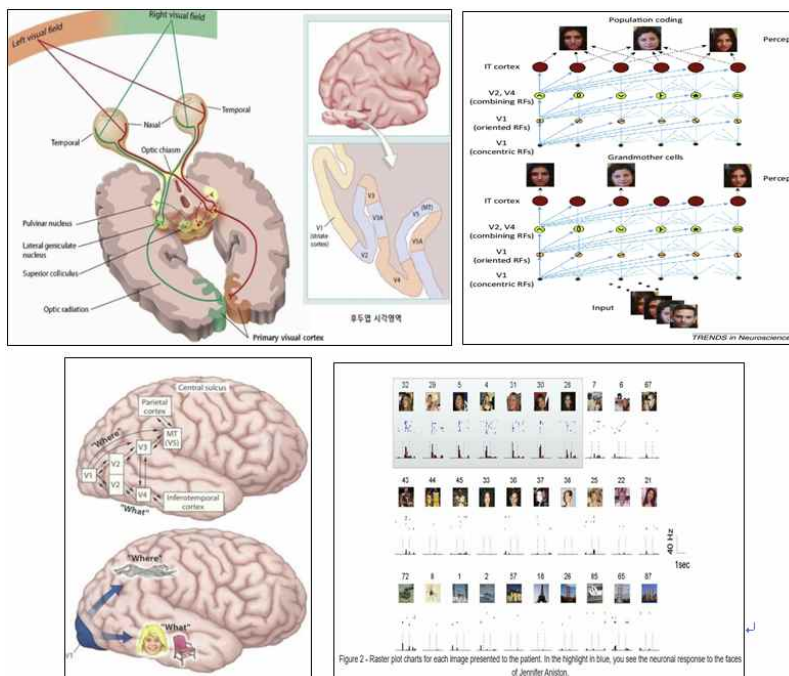 Right visual field
Left visual field
Temporal
Nasal
Temporal
Optic chiasm
Pulvinar nucleus
Lateral geniculate
nucleus
Superior colliculus
Optic radiation
Primary visual cortex
V1
(striate
cortex)
V2
V3
V3A
V4
V5
(MT)
V3A
후두엽 시각영역
Population coding
Percep
IT cortex
V2, V4
(combining RFs)
V1
(oriented RFs)
V1
(concentric RFs)
Grandmother cells
Percep
IT cortex
V2, V4
(combining RFs)
V1
(oriented RFs)
V1
(concentric RFs)
Input
TRENDS in Neuroscience
Central sulcus
Parietal
cortex
"Where"
MT
(V5)
V3
V2
V1
V2
V4
Inferotemporal
cortex
"What"
"Where"
"What"
V1
32 29 5 4 31 30 28 7 6 67
43 44 45 33 36 37 38 25 22 21
40 Hz
1sec
72 8 1 2 57 18 26 85 65 87
Figure 2 - Raster plot charts for each image presented to the patient. In the highlight in blue, you see the neuronal response to the faces
of Jennifer Aniston.